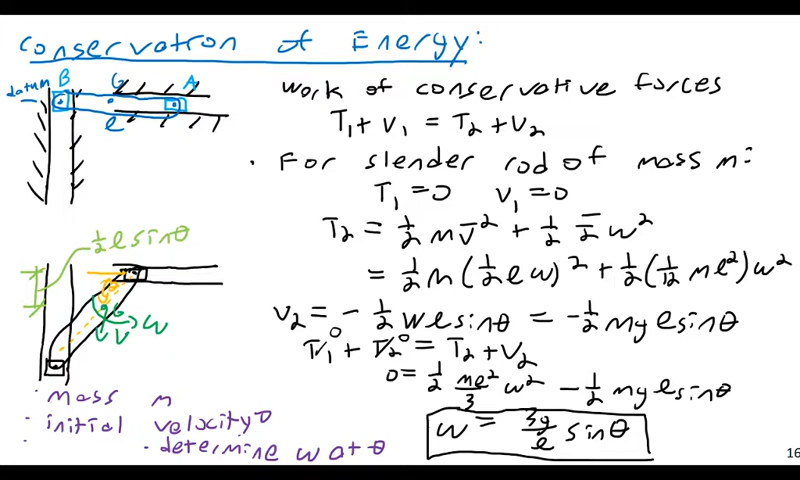 Conservation of Energy:
datum B G A
l
work of conservative forces
T₁ + V₁ = T₂ + V₂
· For slender rod of mass m:
T₁ = 0 V₁ = 0
T₂ = 1/2 m v̄² + 1/2 Ī ω²
= 1/2 m (1/2 l ω)² + 1/2 (1/12 m l²) ω²
1/2 l sinθ
V₂ = - 1/2 W l sinθ = - 1/2 m g l sinθ
θ
G
ω
V
T₁⁰ + V₂⁰ = T₂ + V₂
0 = 1/2 ml²/3 ω² - 1/2 m g l sinθ
ω = 3g/l sinθ
· mass m
· initial velocity 0
· determine ω at θ
16